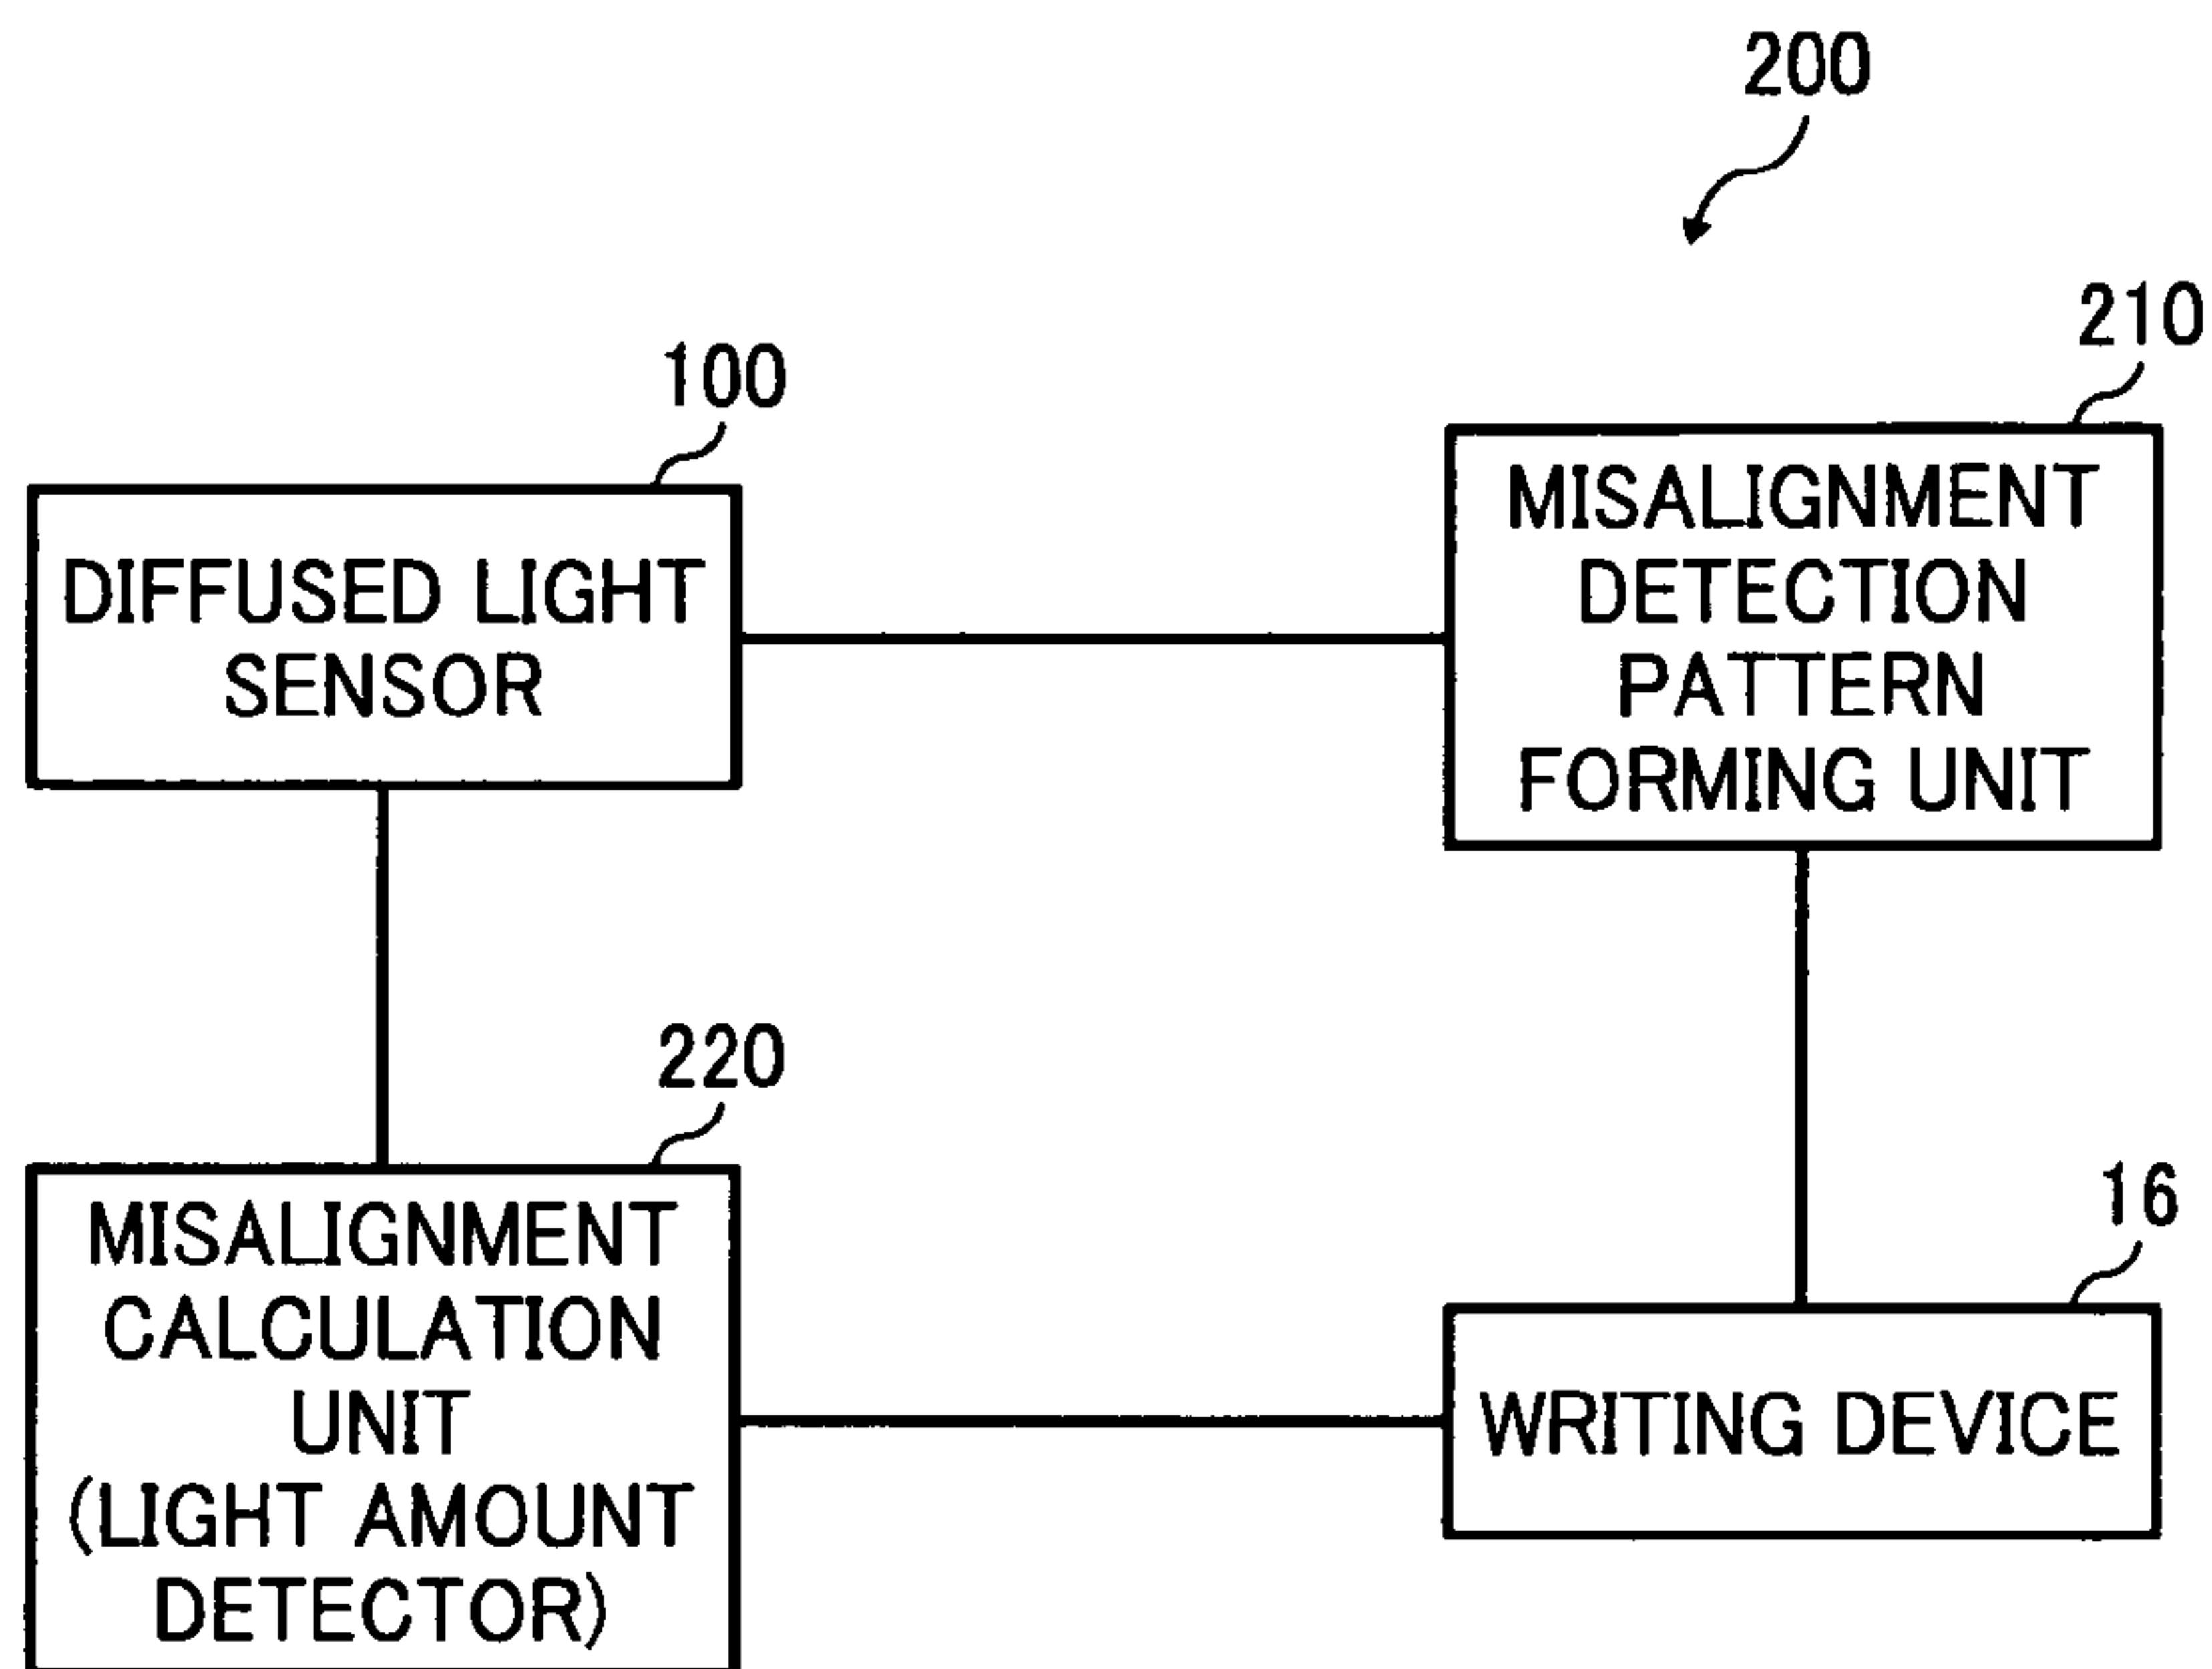 200
100
DIFFUSED LIGHT
SENSOR
210
MISALIGNMENT
DETECTION
PATTERN
FORMING UNIT
220
MISALIGNMENT
CALCULATION
UNIT
(LIGHT AMOUNT
DETECTOR)
16
WRITING DEVICE